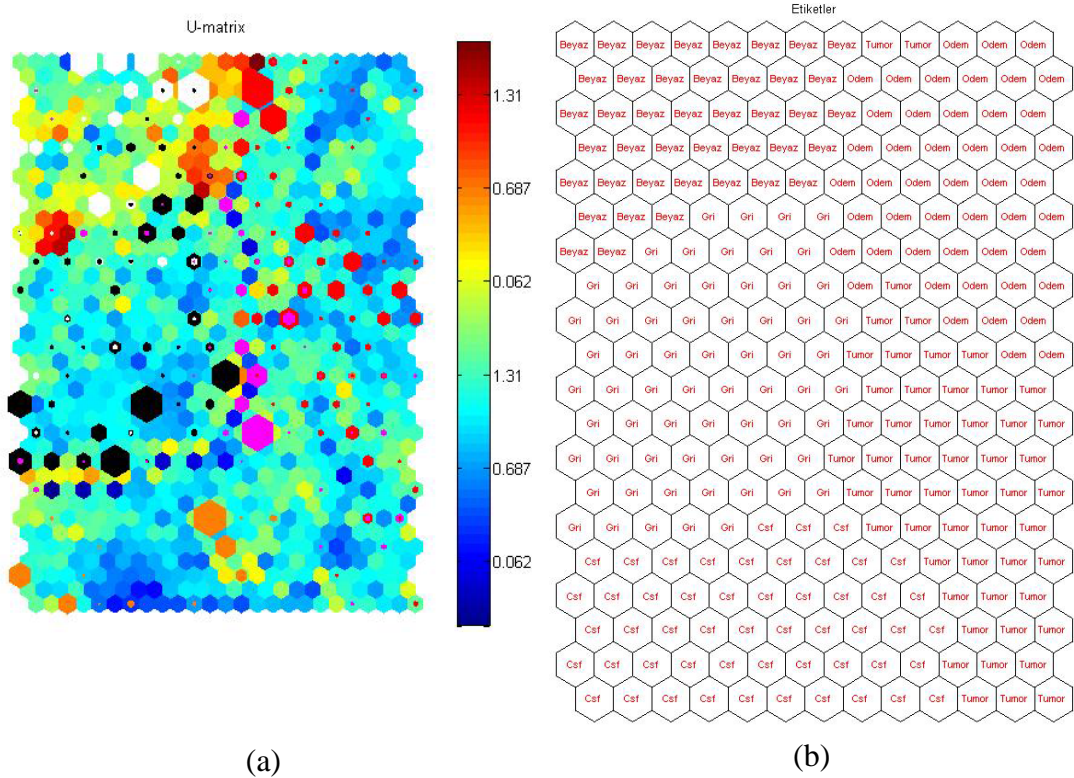 U-matrix
1.31
0.687
0.062
1.31
0.687
0.062
(a)
Etiketler
Beyaz Beyaz Beyaz Beyaz Beyaz Beyaz Beyaz Beyaz Tumor Tumor Odem Odem Odem
Beyaz Beyaz Beyaz Beyaz Beyaz Beyaz Beyaz Odem Odem Odem Odem Odem Odem
Beyaz Beyaz Beyaz Beyaz Beyaz Beyaz Beyaz Beyaz Odem Odem Odem Odem Odem
Beyaz Beyaz Beyaz Beyaz Beyaz Beyaz Beyaz Odem Odem Odem Odem Odem Odem
Beyaz Beyaz Beyaz Beyaz Beyaz Beyaz Beyaz Odem Odem Odem Odem Odem Odem
Beyaz Beyaz Beyaz Gri Gri Gri Gri Odem Odem Odem Odem Odem Odem
Beyaz Beyaz Gri Gri Gri Gri Gri Odem Odem Odem Odem Odem Odem
Gri Gri Gri Gri Gri Gri Gri Odem Tumor Odem Odem Odem Odem
Gri Gri Gri Gri Gri Gri Gri Gri Tumor Tumor Odem Odem Odem
Gri Gri Gri Gri Gri Gri Gri Tumor Tumor Tumor Tumor Odem Odem
Gri Gri Gri Gri Gri Gri Gri Gri Tumor Tumor Tumor Tumor Tumor
Gri Gri Gri Gri Gri Gri Gri Tumor Tumor Tumor Tumor Tumor Tumor
Gri Gri Gri Gri Gri Gri Gri Tumor Tumor Tumor Tumor Tumor Tumor
Gri Gri Gri Gri Gri Gri Gri Tumor Tumor Tumor Tumor Tumor Tumor
Gri Gri Gri Gri Gri Csf Csf Csf Tumor Tumor Tumor Tumor Tumor
Csf Csf Csf Csf Csf Csf Csf Csf Csf Tumor Tumor Tumor Tumor
Csf Csf Csf Csf Csf Csf Csf Csf Csf Csf Tumor Tumor Tumor
Csf Csf Csf Csf Csf Csf Csf Csf Csf Csf Tumor Tumor Tumor
Csf Csf Csf Csf Csf Csf Csf Csf Csf Csf Tumor Tumor Tumor
Csf Csf Csf Csf Csf Csf Csf Csf Csf Csf Tumor Tumor Tumor
(b)